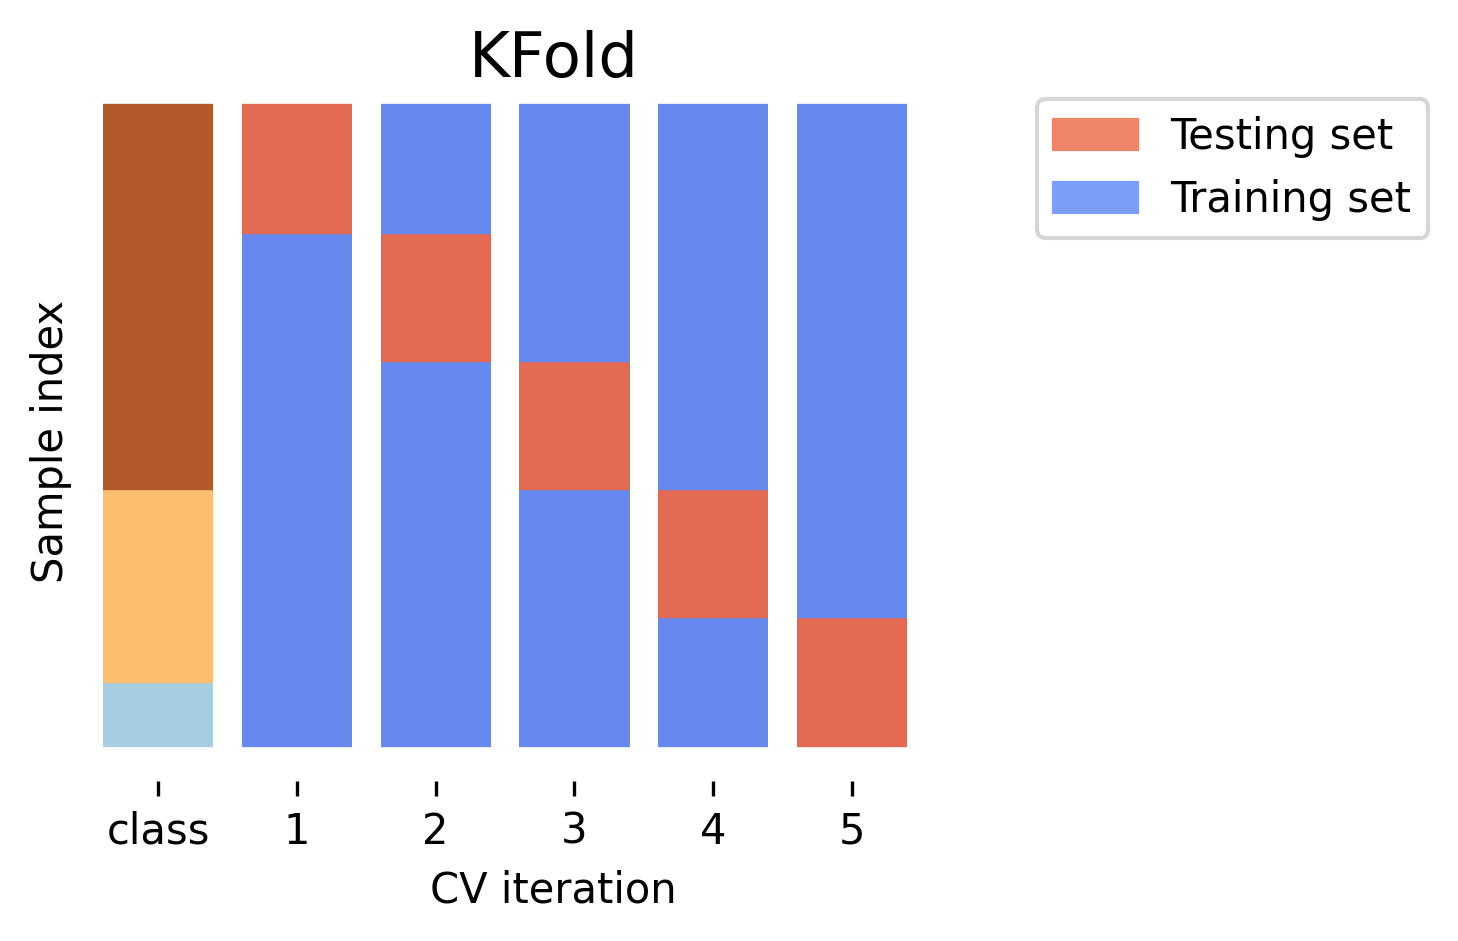 KFold
Testing set
Training set
Sample index
class 1 2 3 4 5
CV iteration